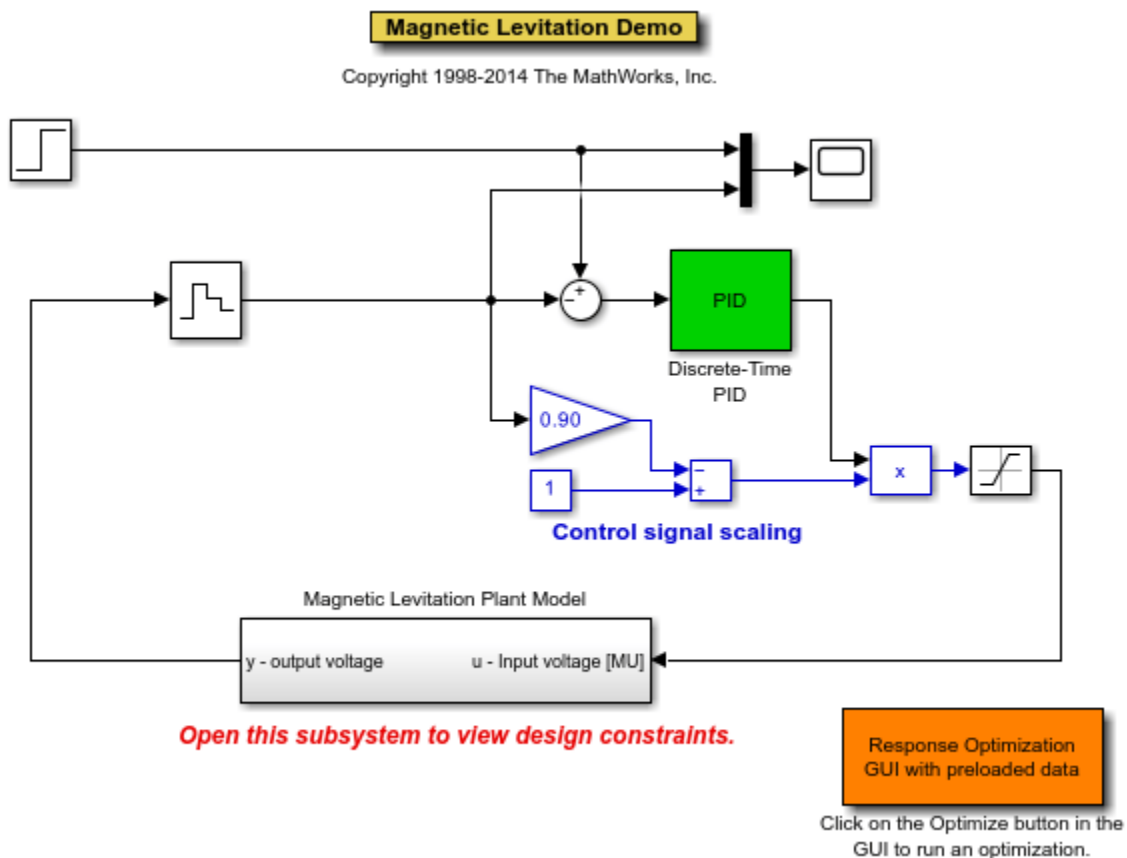 Magnetic Levitation Demo
Copyright 1998-2014 The MathWorks, Inc.
− +
PID
Discrete-Time
PID
0.90
1
−
+
x
Control signal scaling
Magnetic Levitation Plant Model
y - output voltage
u - Input voltage [MU]
Open this subsystem to view design constraints.
Response Optimization
GUI with preloaded data
Click on the Optimize button in the
GUI to run an optimization.